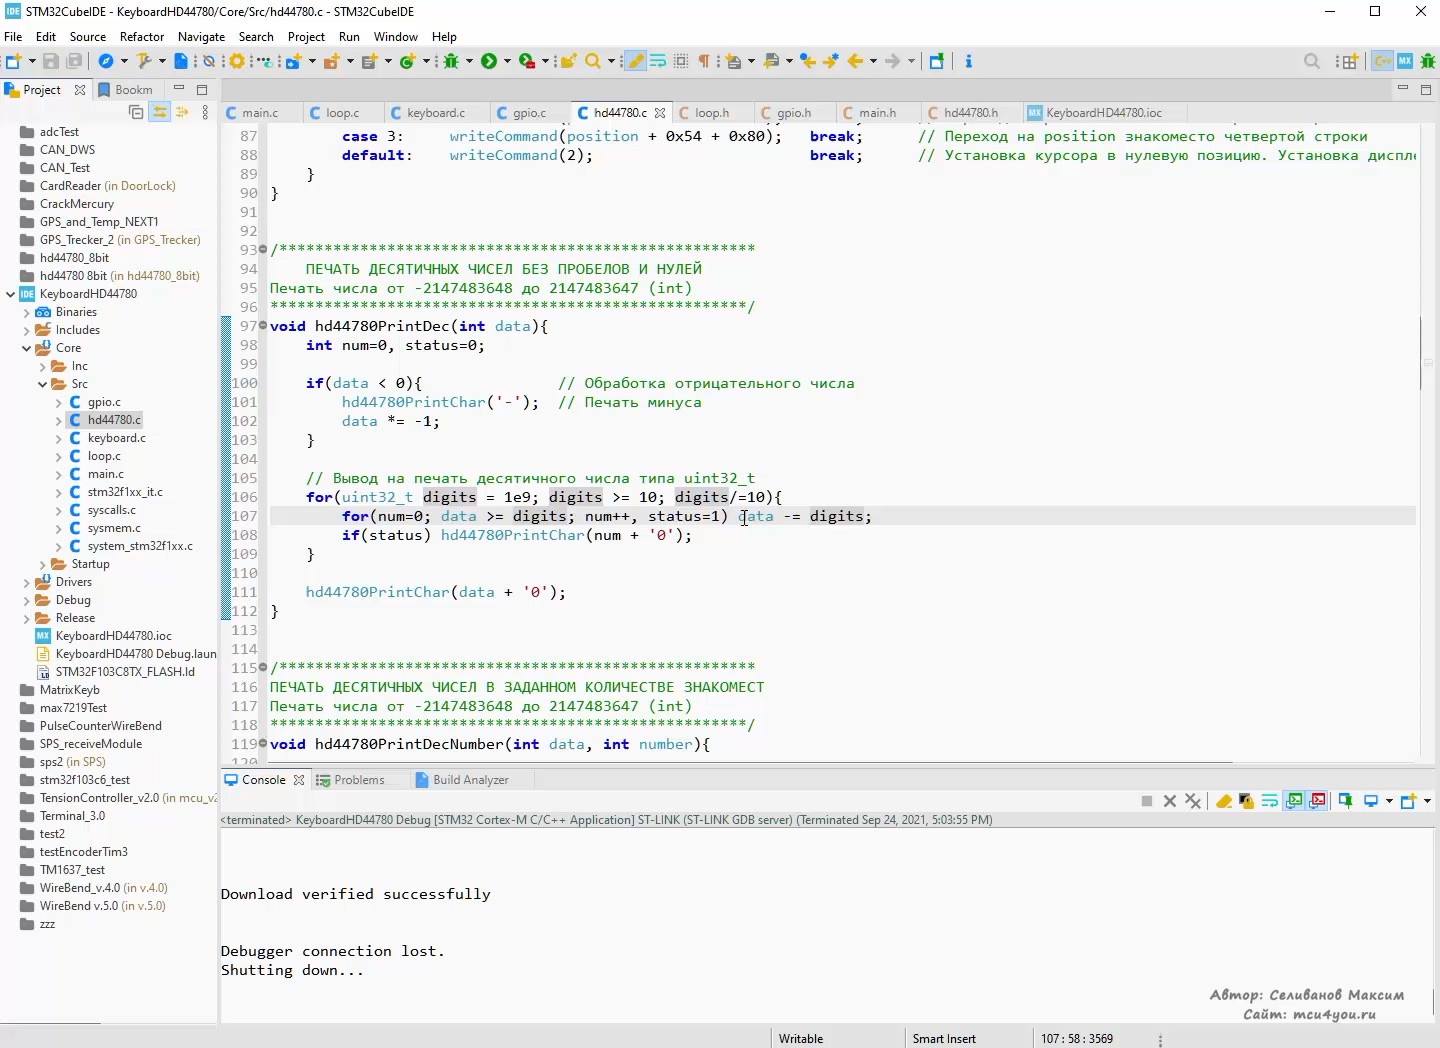 STM32CubeIDE - KeyboardHD44780/Core/Src/hd44780.c - STM32CubeIDE
File Edit Source Refactor Navigate Search Project Run Window Help
Project Bookm
main.c loop.c keyboard.c gpio.c hd44780.c loop.h gpio.h main.h hd44780.h KeyboardHD44780.ioc
adcTest
CAN_DWS
CAN_Test
CardReader (in DoorLock)
CrackMercury
GPS_and_Temp_NEXT1
GPS_Trecker_2 (in GPS_Trecker)
hd44780_8bit
hd44780 8bit (in hd44780_8bit)
KeyboardHD44780
Binaries
Includes
Core
Inc
Src
gpio.c
hd44780.c
keyboard.c
loop.c
main.c
stm32f1xx_it.c
syscalls.c
sysmem.c
system_stm32f1xx.c
Startup
Drivers
Debug
Release
KeyboardHD44780.ioc
KeyboardHD44780 Debug.laun
STM32F103C8TX_FLASH.ld
MatrixKeyb
max7219Test
PulseCounterWireBend
SPS_receiveModule
sps2 (in SPS)
stm32f103c6_test
TensionController_v2.0 (in mcu_v2
Terminal_3.0
test2
testEncoderTim3
TM1637_test
WireBend_v.4.0 (in v.4.0)
WireBend v.5.0 (in v.5.0)
zzz
87 case 3: writeCommand(position + 0x54 + 0x80); break; // Переход на position знакоместо четвертой строки
88 default: writeCommand(2); break; // Установка курсора в нулевую позицию. Установка диспле
89 }
90 }
91
92
93 /*****************************************************
94 ПЕЧАТЬ ДЕСЯТИЧНЫХ ЧИСЕЛ БЕЗ ПРОБЕЛОВ И НУЛЕЙ
95 Печать числа от -2147483648 до 2147483647 (int)
96 *****************************************************/
97 void hd44780PrintDec(int data){
98 int num=0, status=0;
99
100 if(data < 0){ // Обработка отрицательного числа
101 hd44780PrintChar('-'); // Печать минуса
102 data *= -1;
103 }
104
105 // Вывод на печать десятичного числа типа uint32_t
106 for(uint32_t digits = 1e9; digits >= 10; digits/=10){
107 for(num=0; data >= digits; num++, status=1) data -= digits;
108 if(status) hd44780PrintChar(num + '0');
109 }
110
111 hd44780PrintChar(data + '0');
112 }
113
114
115 /*****************************************************
116 ПЕЧАТЬ ДЕСЯТИЧНЫХ ЧИСЕЛ В ЗАДАННОМ КОЛИЧЕСТВЕ ЗНАКОМЕСТ
117 Печать числа от -2147483648 до 2147483647 (int)
118 *****************************************************/
119 void hd44780PrintDecNumber(int data, int number){
120
Console Problems Build Analyzer
<terminated> KeyboardHD44780 Debug [STM32 Cortex-M C/C++ Application] ST-LINK (ST-LINK GDB server) (Terminated Sep 24, 2021, 5:03:55 PM)
Download verified successfully
Debugger connection lost.
Shutting down...
Автор: Селиванов Максим
Сайт: mcu4you.ru
Writable Smart Insert 107 : 58 : 3569